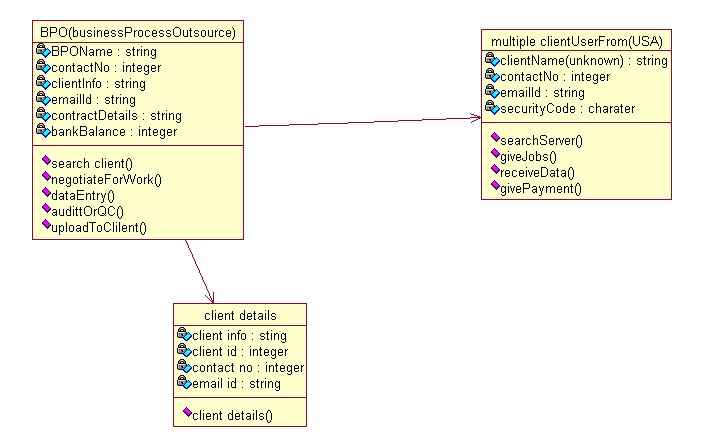 BPO(businessProcessOutsource)
BPOName : string
contactNo : integer
clientInfo : string
emailId : string
contractDetails : string
bankBalance : integer
search client()
negotiateForWork()
dataEntry()
audittOrQC()
uploadToClilent()
multiple clientUserFrom(USA)
clientName(unknown) : string
contactNo : integer
emailId : string
securityCode : charater
searchServer()
giveJobs()
receiveData()
givePayment()
client details
client info : sting
client id : integer
contact no : integer
email id : string
client details()